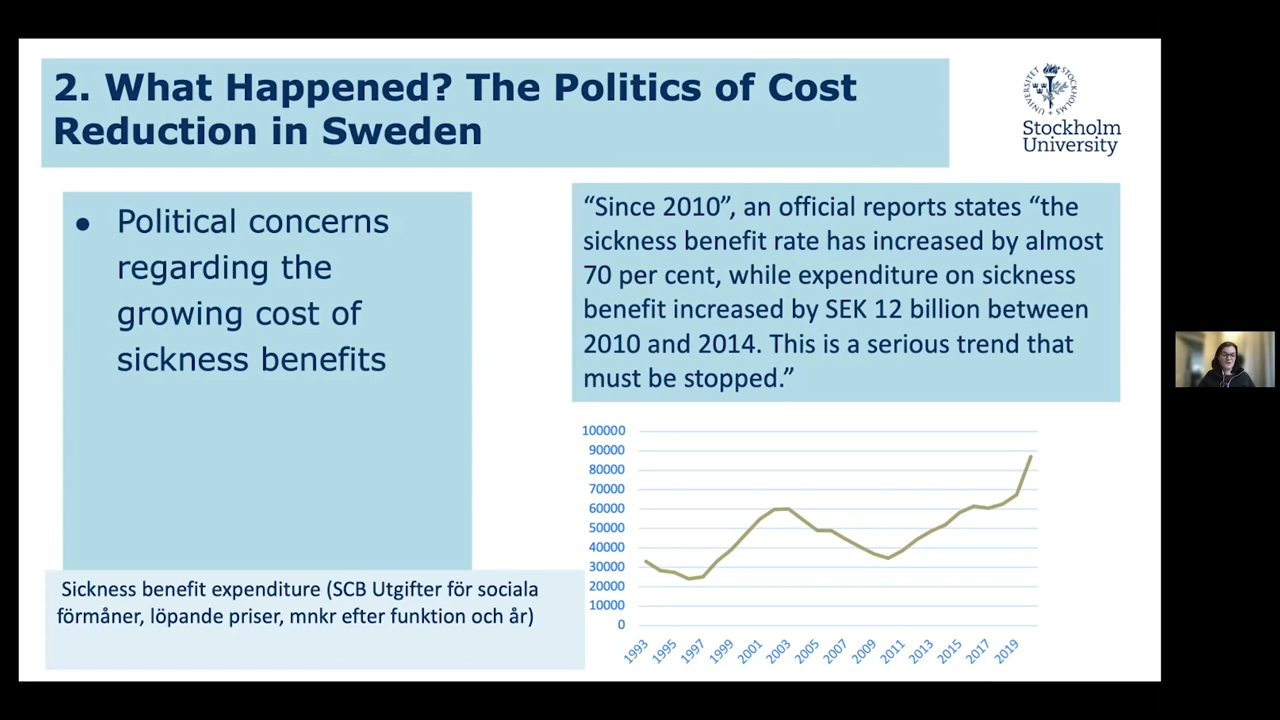 2. What Happened? The Politics of Cost
Reduction in Sweden
Stockholm
University
● Political concerns
regarding the
growing cost of
sickness benefits
“Since 2010”, an official reports states “the
sickness benefit rate has increased by almost
70 per cent, while expenditure on sickness
benefit increased by SEK 12 billion between
2010 and 2014. This is a serious trend that
must be stopped.”
Sickness benefit expenditure (SCB Utgifter för sociala
förmåner, löpande priser, mnkr efter funktion och år)
100000
90000
80000
70000
60000
50000
40000
30000
20000
10000
0
1993 1995 1997 1999 2001 2003 2005 2007 2009 2011 2013 2015 2017 2019